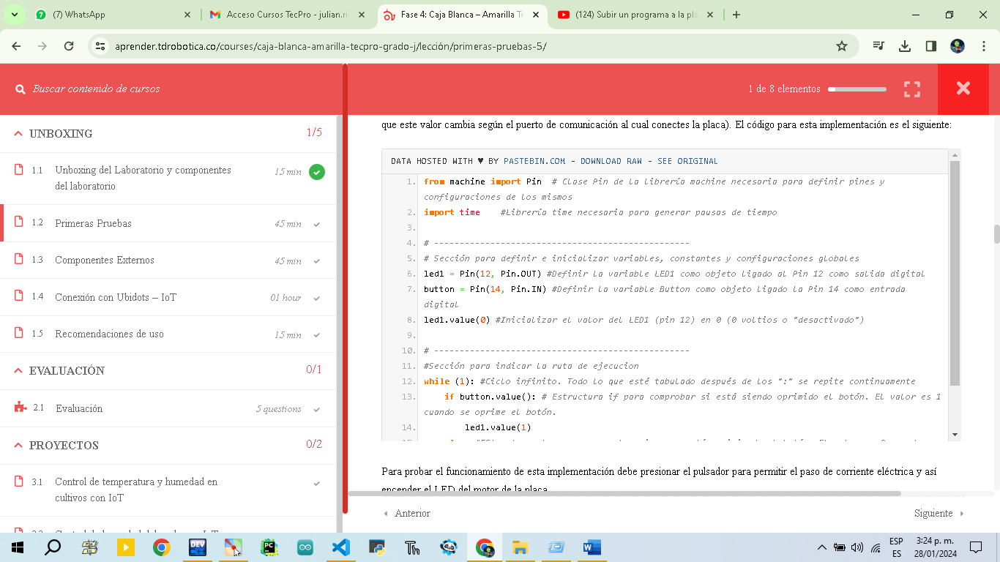 (7) WhatsApp
Acceso Cursos TecPro - julian.ri
Fase 4: Caja Blanca – Amarilla Te
(124) Subir un programa a la pla
aprender.tdrobotica.co/courses/caja-blanca-amarilla-tecpro-grado-j/lección/primeras-pruebas-5/
Buscar contenido de cursos
1 de 8 elementos
UNBOXING 1/5
1.1 Unboxing del Laboratorio y componentes 15 min
del laboratorio
1.2 Primeras Pruebas 45 min
1.3 Componentes Externos 45 min
1.4 Conexión con Ubidots – IoT 01 hour
1.5 Recomendaciones de uso 15 min
EVALUACIÓN 0/1
2.1 Evaluación 5 questions
PROYECTOS 0/2
3.1 Control de temperatura y humedad en
cultivos con IoT
que este valor cambia según el puerto de comunicación al cual conectes la placa). El código para esta implementación es el siguiente:
DATA HOSTED WITH ♥ BY PASTEBIN.COM - DOWNLOAD RAW - SEE ORIGINAL
1. from machine import Pin  # Clase Pin de la librería machine necesaria para definir pines y
configuraciones de los mismos
2. import time    #Librería time necesaria para generar pausas de tiempo
3.
4. # --------------------------------------------------
5. # Sección para definir e inicializar variables, constantes y configuraciones globales
6. led1 = Pin(12, Pin.OUT) #Definir la variable LED1 como objeto ligado al Pin 12 como salida digital
7. button = Pin(14, Pin.IN) #Definir la variable Button como objeto ligado la Pin 14 como entrada
digital
8. led1.value(0) #Inicializar el valor del LED1 (pin 12) en 0 (0 voltios o "desactivado")
9.
10. # --------------------------------------------------
11. #Sección para indicar la ruta de ejecucion
12. while (1): #Ciclo infinito. Todo lo que esté tabulado después de los ":" se repite continuamente
13.     if button.value(): # Estructura if para comprobar si está siendo oprimido el botón. El valor es 1
cuando se oprime el botón.
14.         led1.value(1)
Para probar el funcionamiento de esta implementación debe presionar el pulsador para permitir el paso de corriente eléctrica y así
encender el LED del motor de la placa
Anterior
Siguiente
DEV
PC
Th
W
ESP
ES
3:24 p. m.
28/01/2024